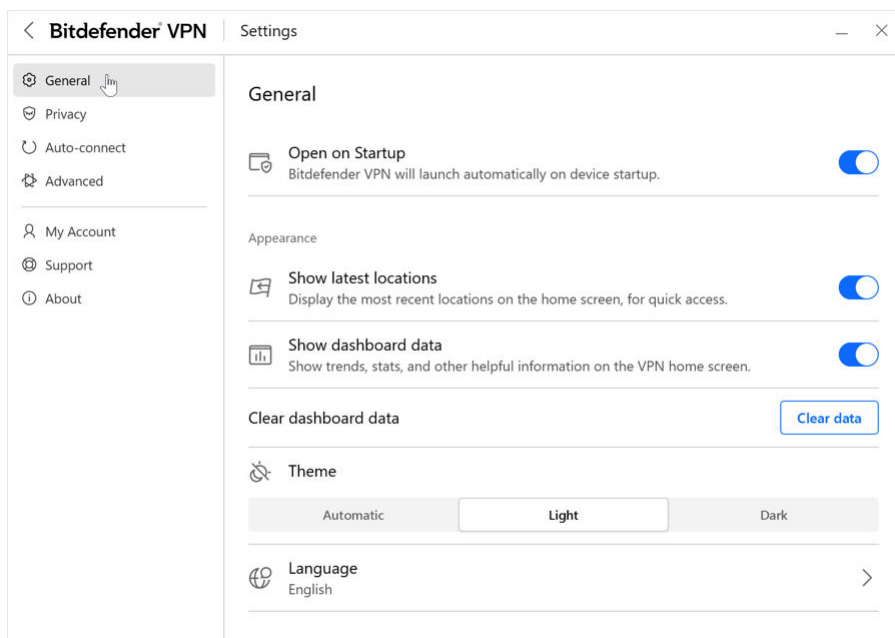 Bitdefender® VPN
Settings
General
Privacy
Auto-connect
Advanced
My Account
Support
About
General
Open on Startup
Bitdefender VPN will launch automatically on device startup.
Appearance
Show latest locations
Display the most recent locations on the home screen, for quick access.
Show dashboard data
Show trends, stats, and other helpful information on the VPN home screen.
Clear dashboard data
Clear data
Theme
Automatic
Light
Dark
Language
English